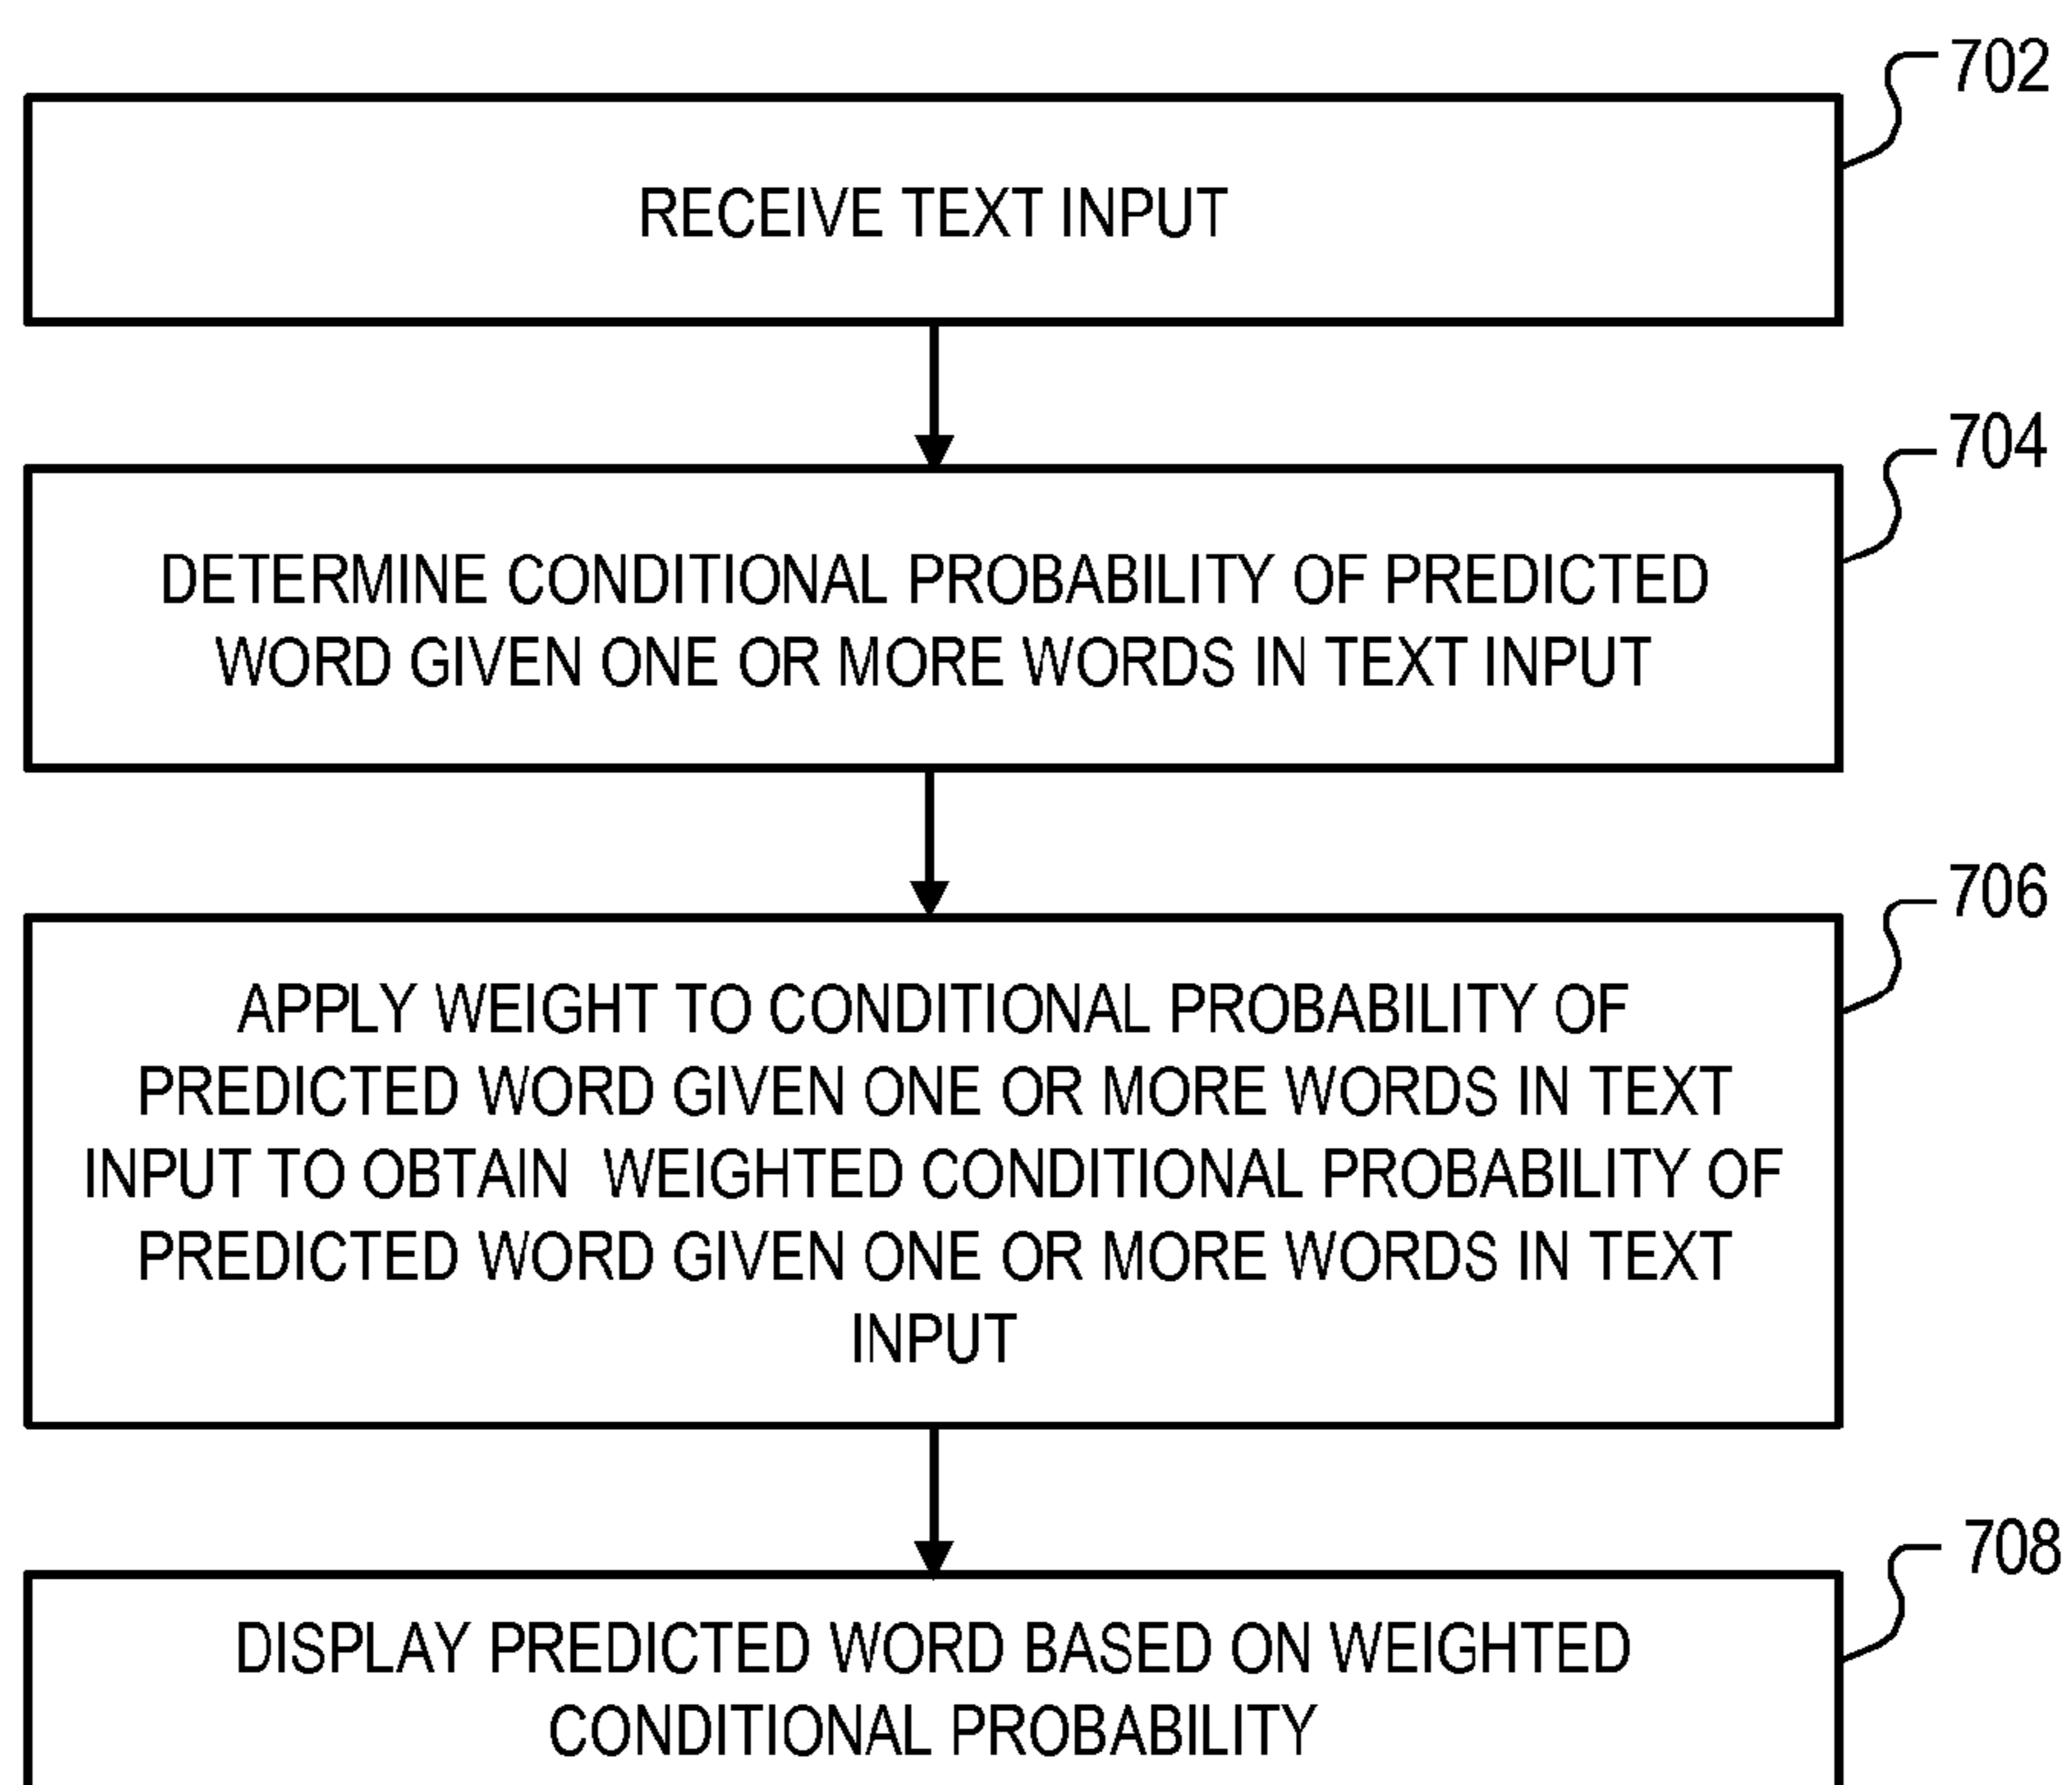 702
RECEIVE TEXT INPUT
704
DETERMINE CONDITIONAL PROBABILITY OF PREDICTED
WORD GIVEN ONE OR MORE WORDS IN TEXT INPUT
706
APPLY WEIGHT TO CONDITIONAL PROBABILITY OF
PREDICTED WORD GIVEN ONE OR MORE WORDS IN TEXT
INPUT TO OBTAIN WEIGHTED CONDITIONAL PROBABILITY OF
PREDICTED WORD GIVEN ONE OR MORE WORDS IN TEXT
INPUT
708
DISPLAY PREDICTED WORD BASED ON WEIGHTED
CONDITIONAL PROBABILITY